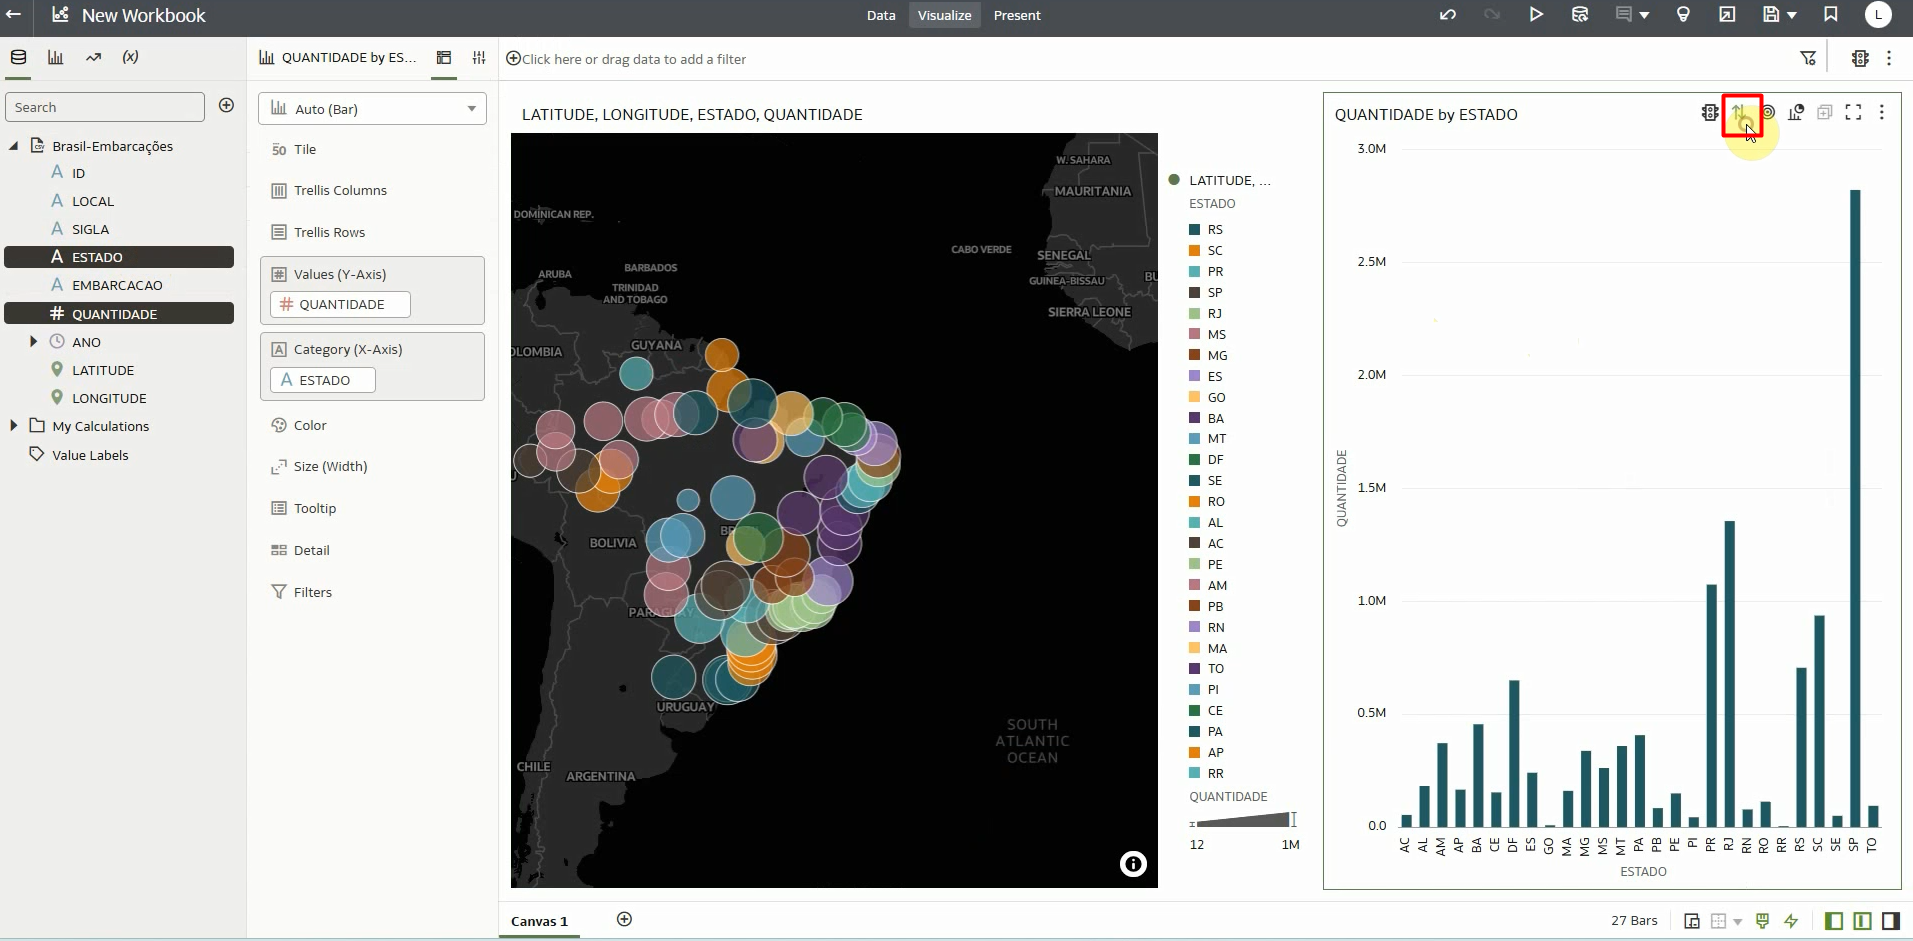 New Workbook
Data
Visualize
Present
L
(x)
QUANTIDADE by ES...
Click here or drag data to add a filter
Search
Brasil-Embarcações
A ID
A LOCAL
A SIGLA
A ESTADO
A EMBARCACAO
# QUANTIDADE
ANO
LATITUDE
LONGITUDE
My Calculations
Value Labels
Auto (Bar)
50 Tile
Trellis Columns
Trellis Rows
# Values (Y-Axis)
# QUANTIDADE
A Category (X-Axis)
A ESTADO
Color
Size (Width)
Tooltip
Detail
Filters
LATITUDE, LONGITUDE, ESTADO, QUANTIDADE
W. SAHARA
MAURITANIA
DOMINICAN REP.
CABO VERDE
SENEGAL
BU
GUINEA-BISSAU
SIERRA LEONE
ARUBA
BARBADOS
TRINIDAD
AND TOBAGO
OLOMBIA
GUYANA
U
BR
BOLIVIA
PARAGUAY
URUGUAY
SOUTH
ATLANTIC
OCEAN
CHILE
ARGENTINA
LATITUDE, ...
ESTADO
RS
SC
PR
SP
RJ
MS
MG
ES
GO
BA
MT
DF
SE
RO
AL
AC
PE
AM
PB
RN
MA
TO
PI
CE
PA
AP
RR
QUANTIDADE
12
1M
QUANTIDADE by ESTADO
3.0M
2.5M
2.0M
1.5M
1.0M
0.5M
0.0
QUANTIDADE
AC AL AM AP BA CE DF ES GO MA MG MS MT PA PB PE PI PR RJ RN RO RR RS SC SE SP TO
ESTADO
Canvas 1
27 Bars